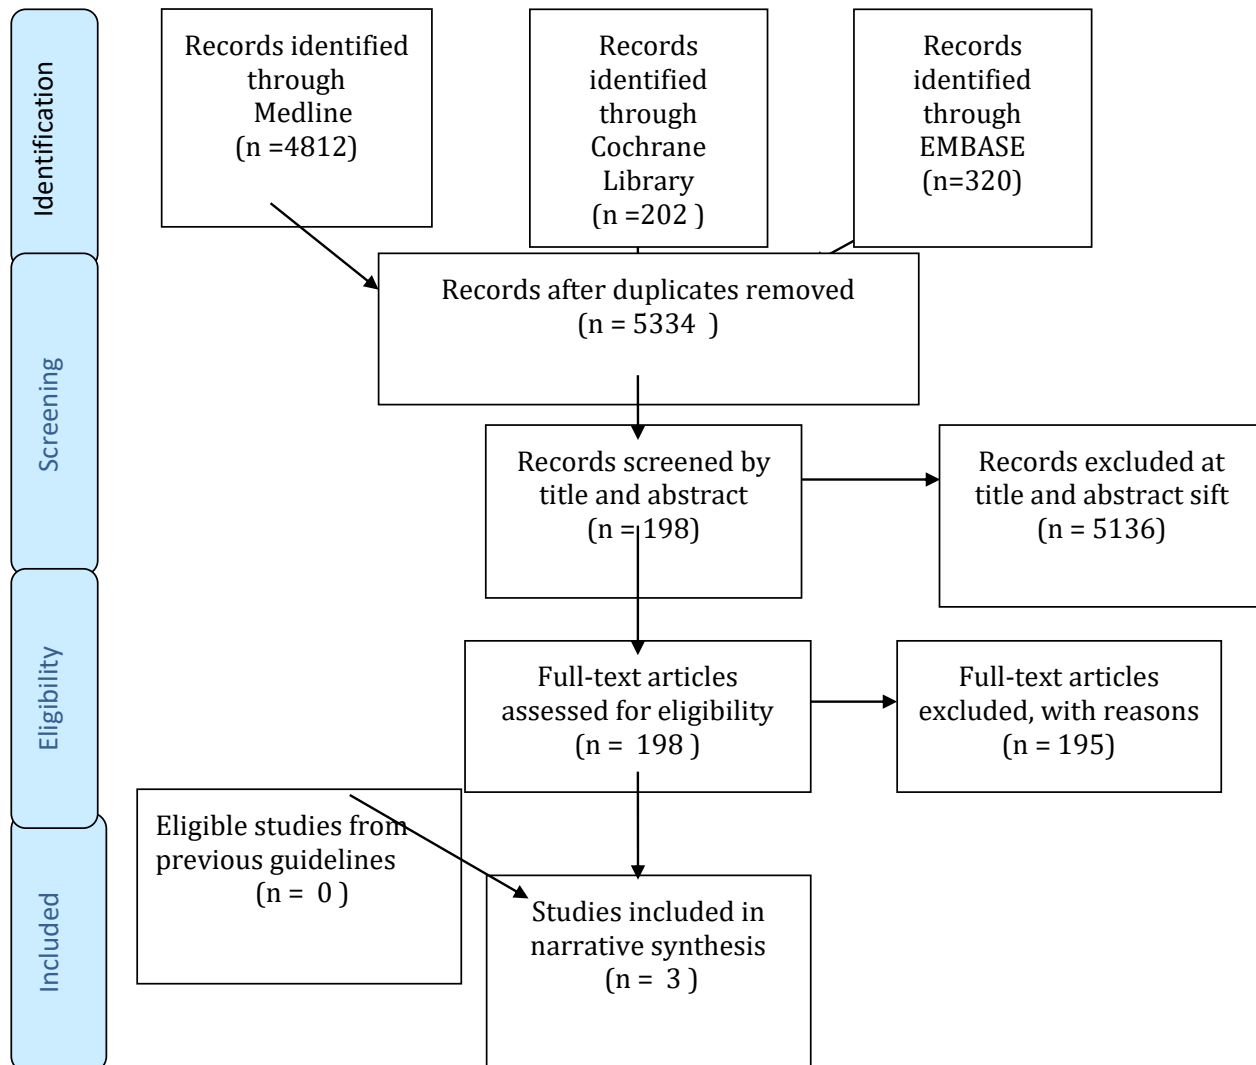 Identification
Records identified
through
Medline
(n =4812)
Records
identified
through
Cochrane
Library
(n =202 )
Records
identified
through
EMBASE
(n=320)
Screening
Records after duplicates removed
(n = 5334 )
Records screened by
title and abstract
(n = 198)
Records excluded at
title and abstract sift
(n = 5136)
Eligibility
Full-text articles
assessed for eligibility
(n = 198 )
Full-text articles
excluded, with reasons
(n = 195)
Included
Eligible studies from
previous guidelines
(n = 0 )
Studies included in
narrative synthesis
(n = 3 )